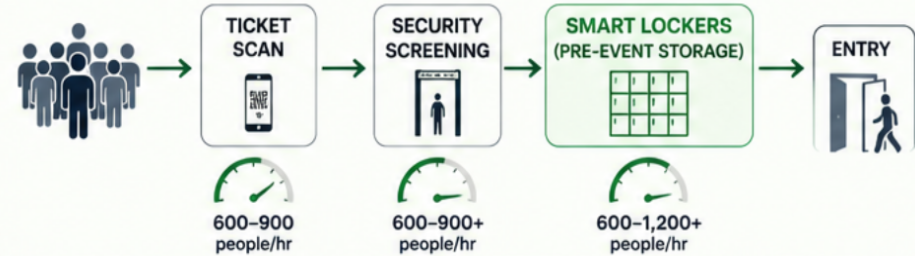 TICKET
SCAN
SECURITY
SCREENING
SMART LOCKERS
(PRE-EVENT STORAGE)
ENTRY
600–900
people/hr
600–900+
people/hr
600–1,200+
people/hr